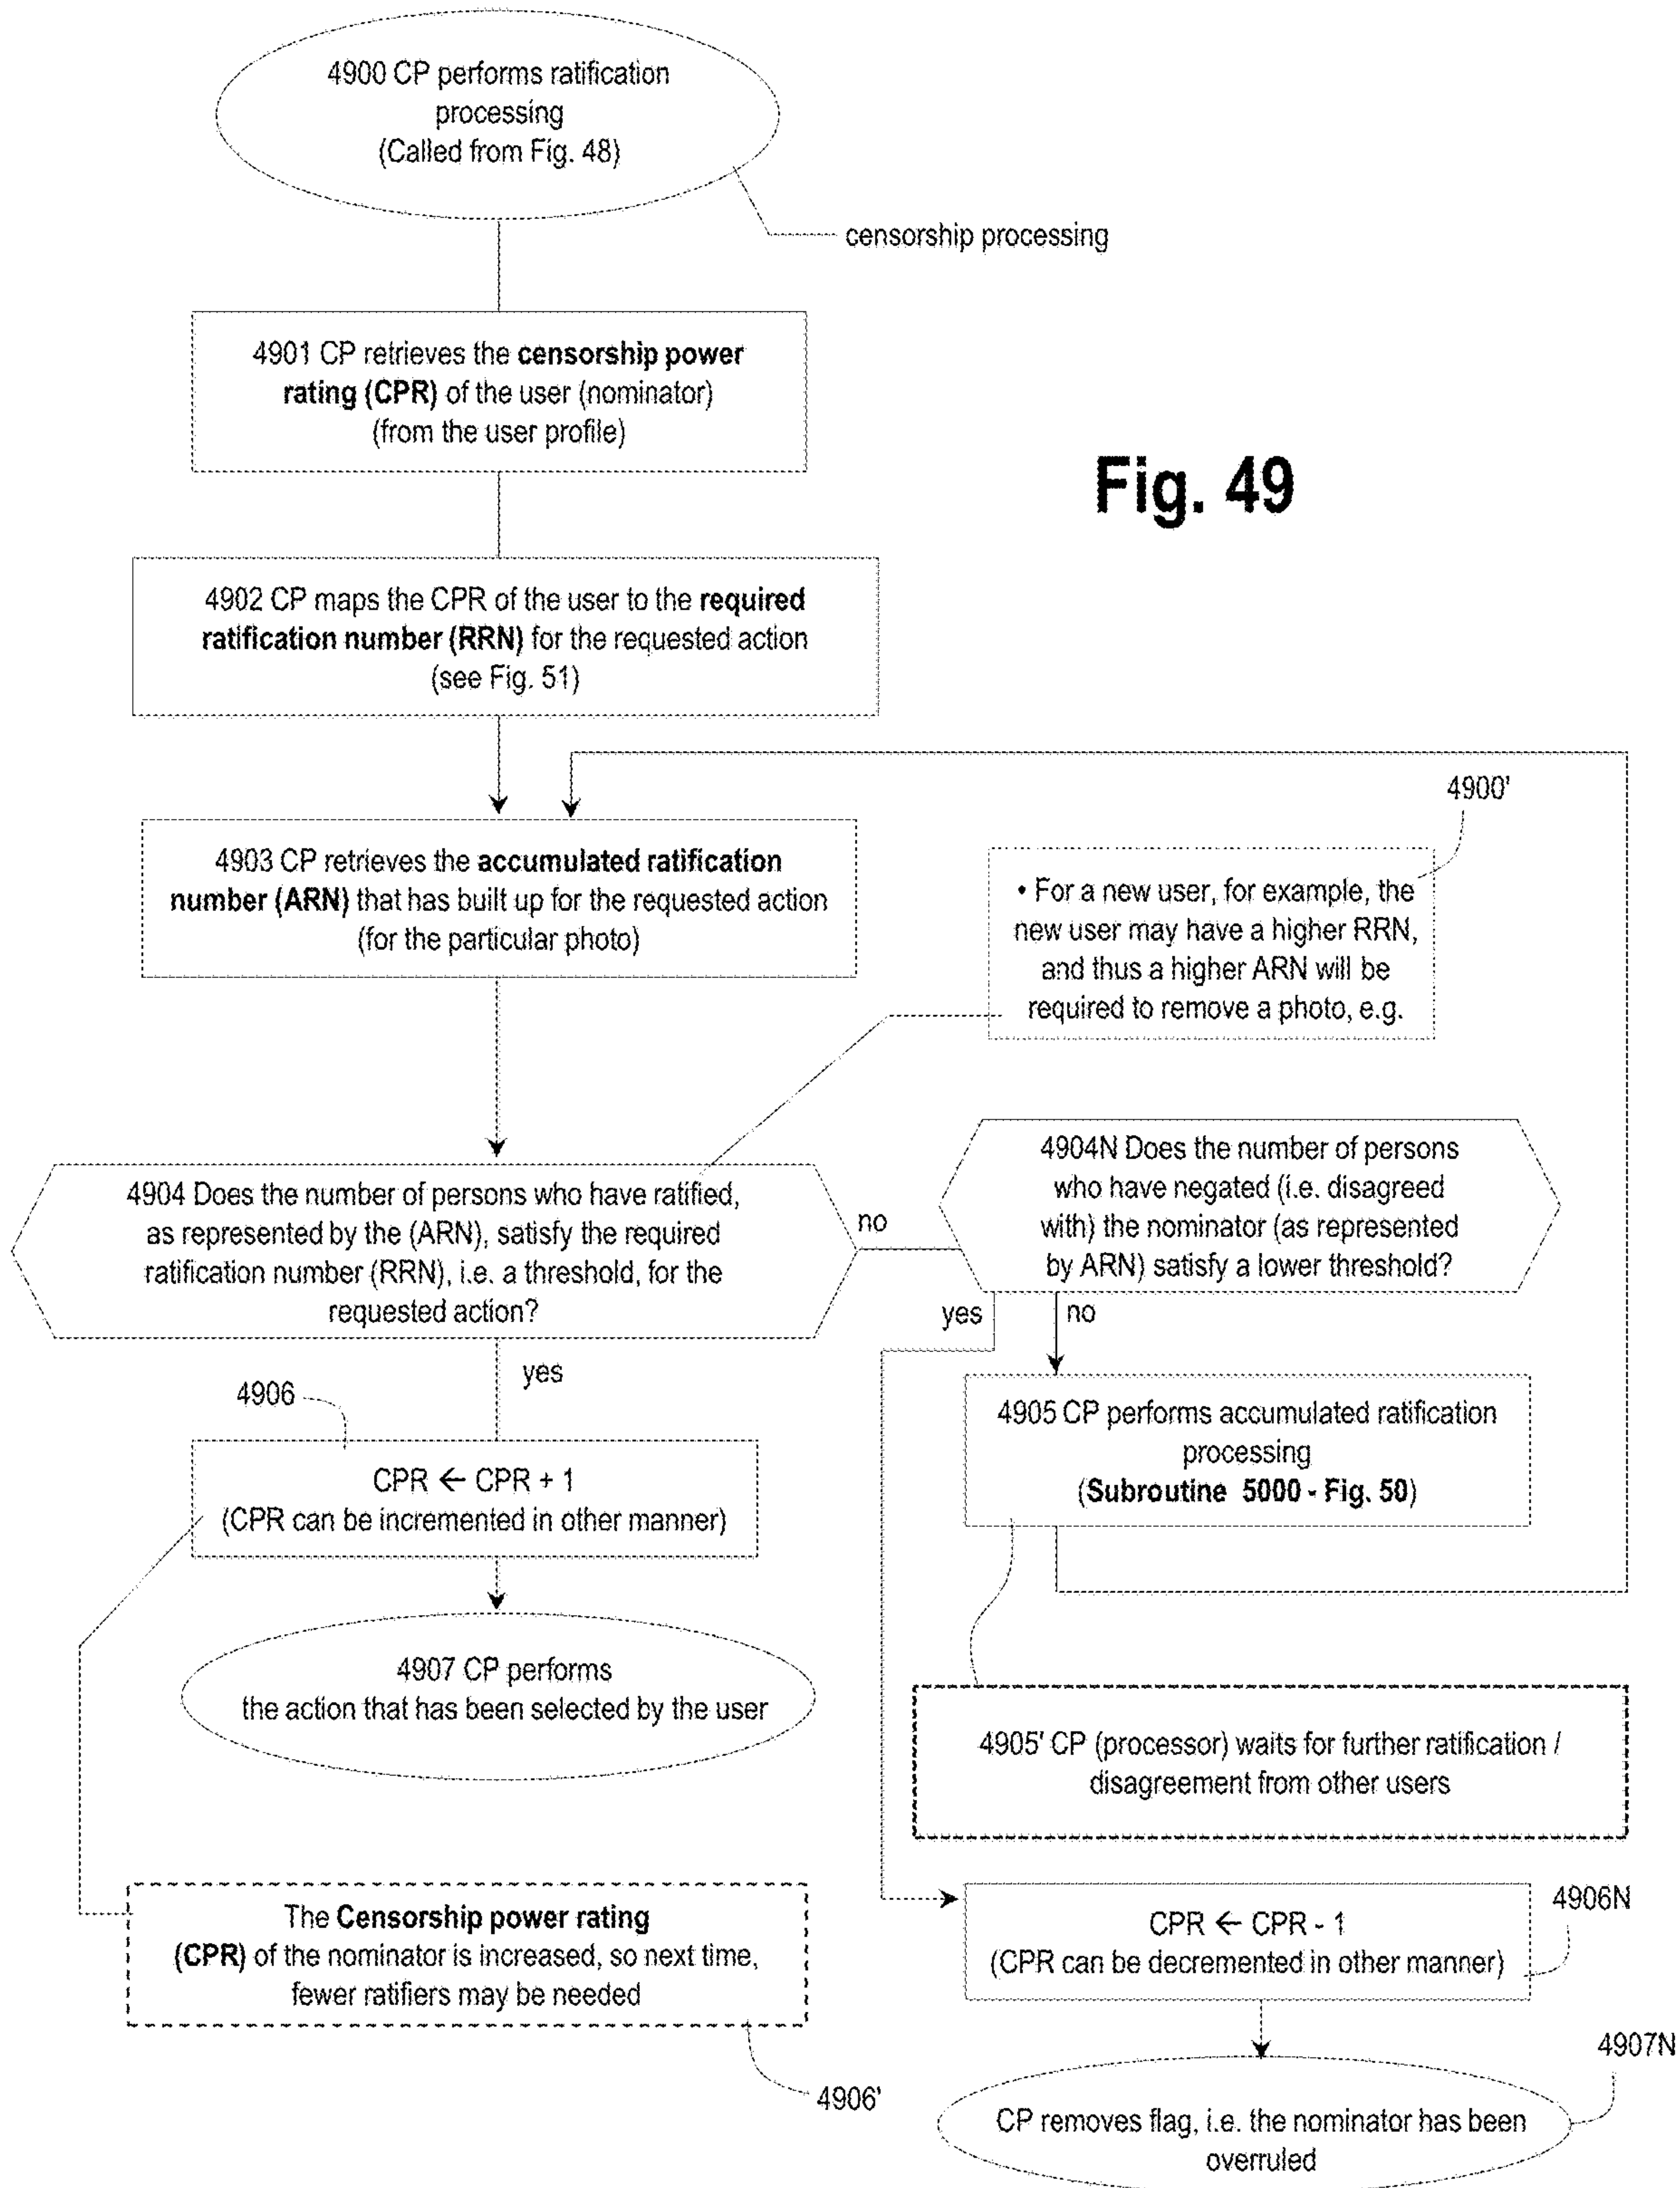 4900 CP performs ratification
processing
(Called from Fig. 48)
censorship processing
4901 CP retrieves the censorship power
rating (CPR) of the user (nominator)
(from the user profile)
Fig. 49
4902 CP maps the CPR of the user to the required
ratification number (RRN) for the requested action
(see Fig. 51)
4900'
4903 CP retrieves the accumulated ratification
number (ARN) that has built up for the requested action
(for the particular photo)
• For a new user, for example, the
new user may have a higher RRN,
and thus a higher ARN will be
required to remove a photo, e.g.
4904 Does the number of persons who have ratified,
as represented by the (ARN), satisfy the required
ratification number (RRN), i.e. a threshold, for the
requested action?
no
4904N Does the number of persons
who have negated (i.e. disagreed
with) the nominator (as represented
by ARN) satisfy a lower threshold?
yes
no
yes
4906
4905 CP performs accumulated ratification
processing
(Subroutine 5000 - Fig. 50)
CPR ← CPR + 1
(CPR can be incremented in other manner)
4907 CP performs
the action that has been selected by the user
4905' CP (processor) waits for further ratification /
disagreement from other users
The Censorship power rating
(CPR) of the nominator is increased, so next time,
fewer ratifiers may be needed
4906'
4906N
CPR ← CPR - 1
(CPR can be decremented in other manner)
4907N
CP removes flag, i.e. the nominator has been
overruled